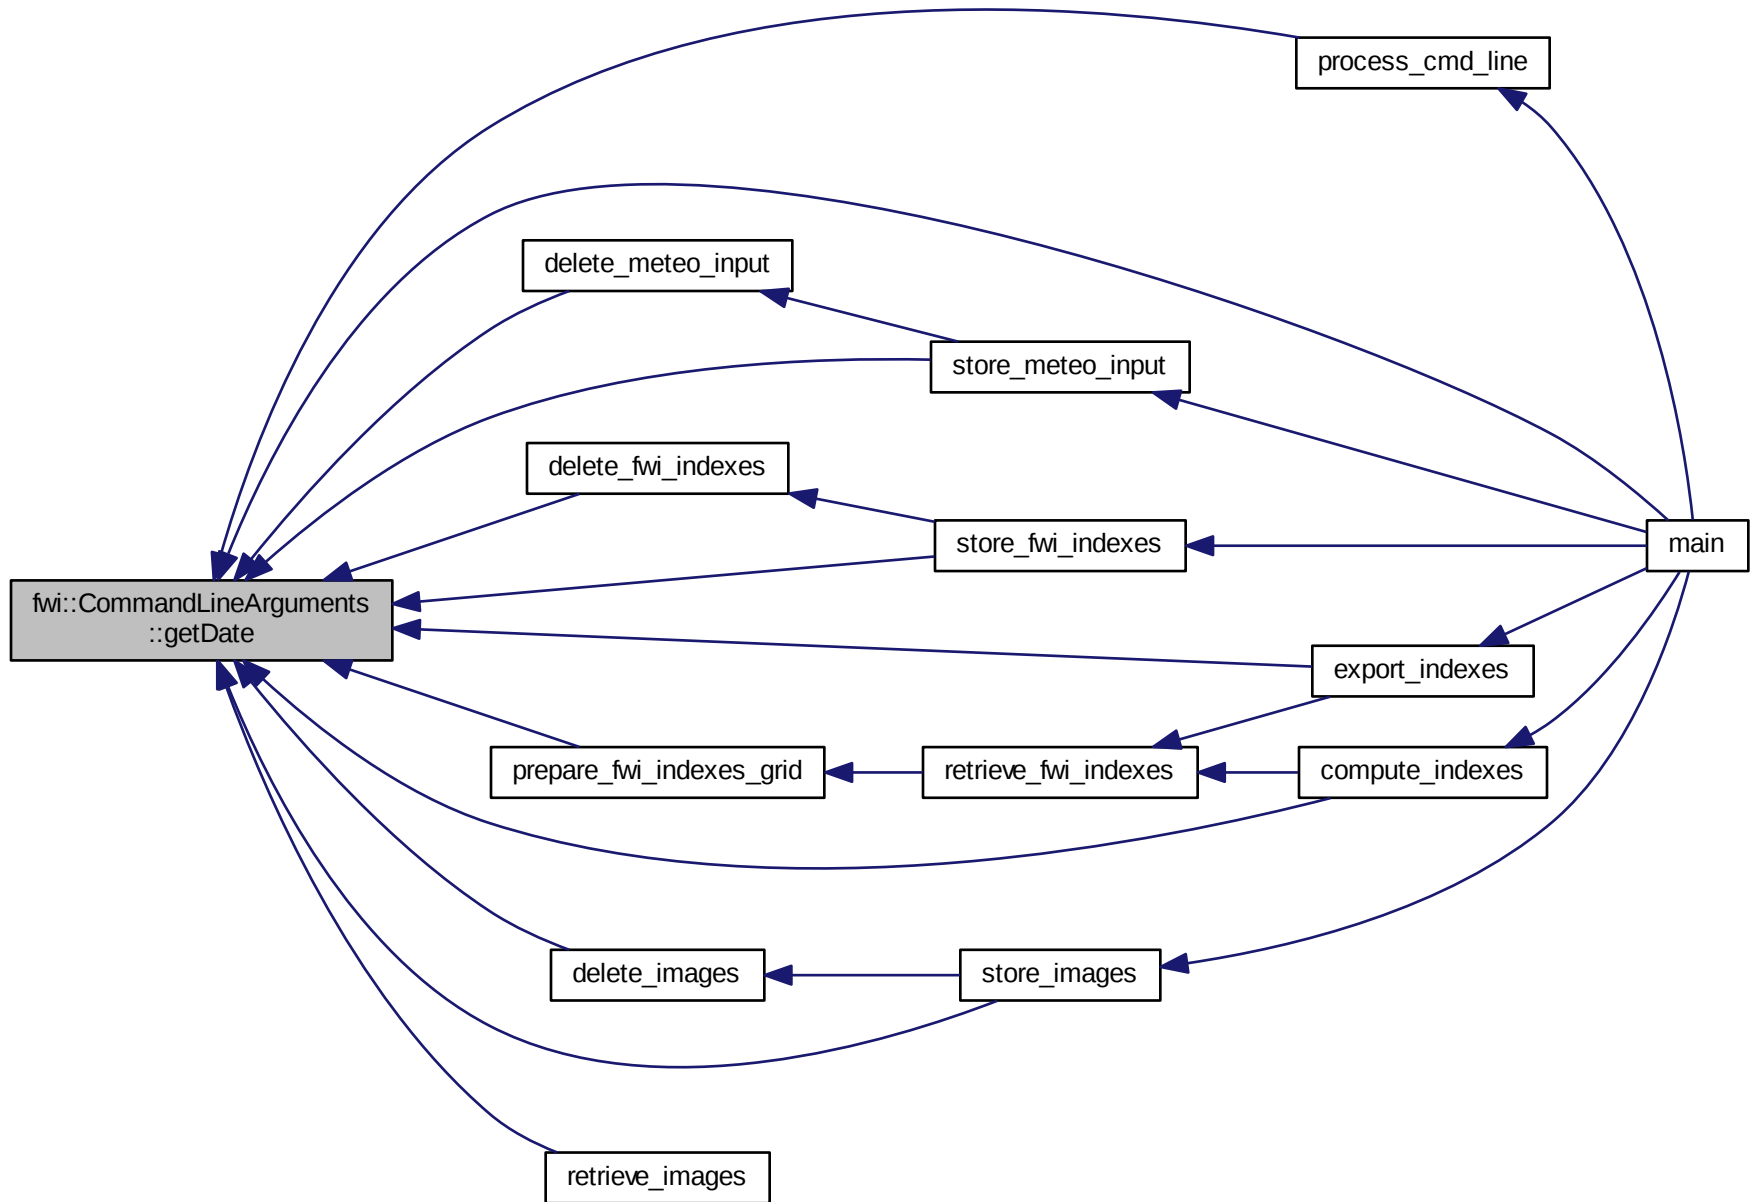 process_cmd_line
delete_meteo_input
store_meteo_input
delete_fwi_indexes
store_fwi_indexes
main
fwi::CommandLineArguments
::getDate
export_indexes
prepare_fwi_indexes_grid
retrieve_fwi_indexes
compute_indexes
delete_images
store_images
retrieve_images